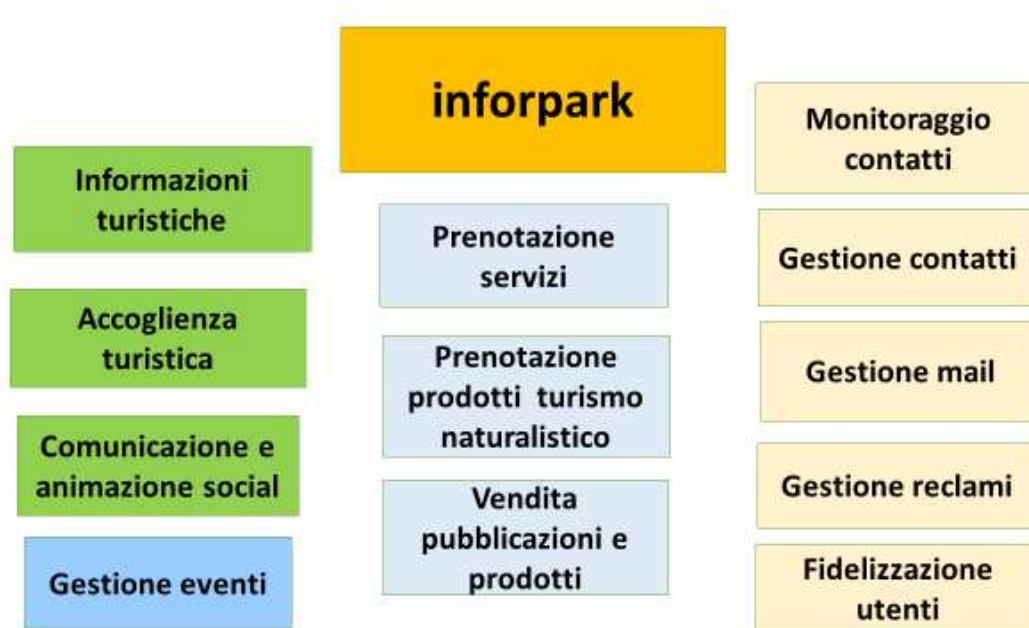 inforpark
Informazioni
turistiche
Accoglienza
turistica
Comunicazione e
animazione social
Gestione eventi
Prenotazione
servizi
Prenotazione
prodotti turismo
naturalistico
Vendita
pubblicazioni e
prodotti
Monitoraggio
contatti
Gestione contatti
Gestione mail
Gestione reclami
Fidelizzazione
utenti